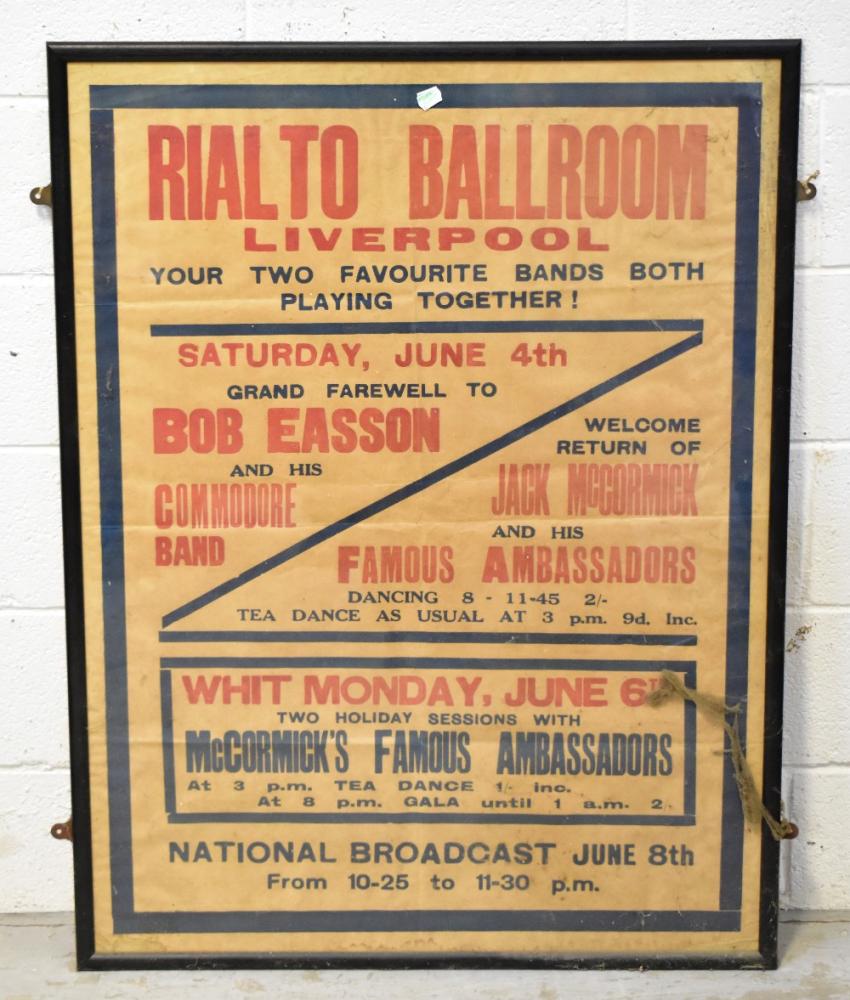 RIALTO BALLROOM
LIVERPOOL
YOUR TWO FAVOURITE BANDS BOTH
PLAYING TOGETHER!
SATURDAY, JUNE 4th
GRAND FAREWELL TO
BOB EASSON
AND HIS
COMMODORE
BAND
WELCOME
RETURN OF
JACK McCORMICK
AND HIS
FAMOUS AMBASSADORS
DANCING 8 - 11-45 2/-
TEA DANCE AS USUAL AT 3 p.m. 9d. Inc.
WHIT MONDAY, JUNE 6TH
TWO HOLIDAY SESSIONS WITH
McCORMICK'S FAMOUS AMBASSADORS
At 3 p.m. TEA DANCE 1/- inc.
At 8 p.m. GALA until 1 a.m. 2/-
NATIONAL BROADCAST JUNE 8th
From 10-25 to 11-30 p.m.